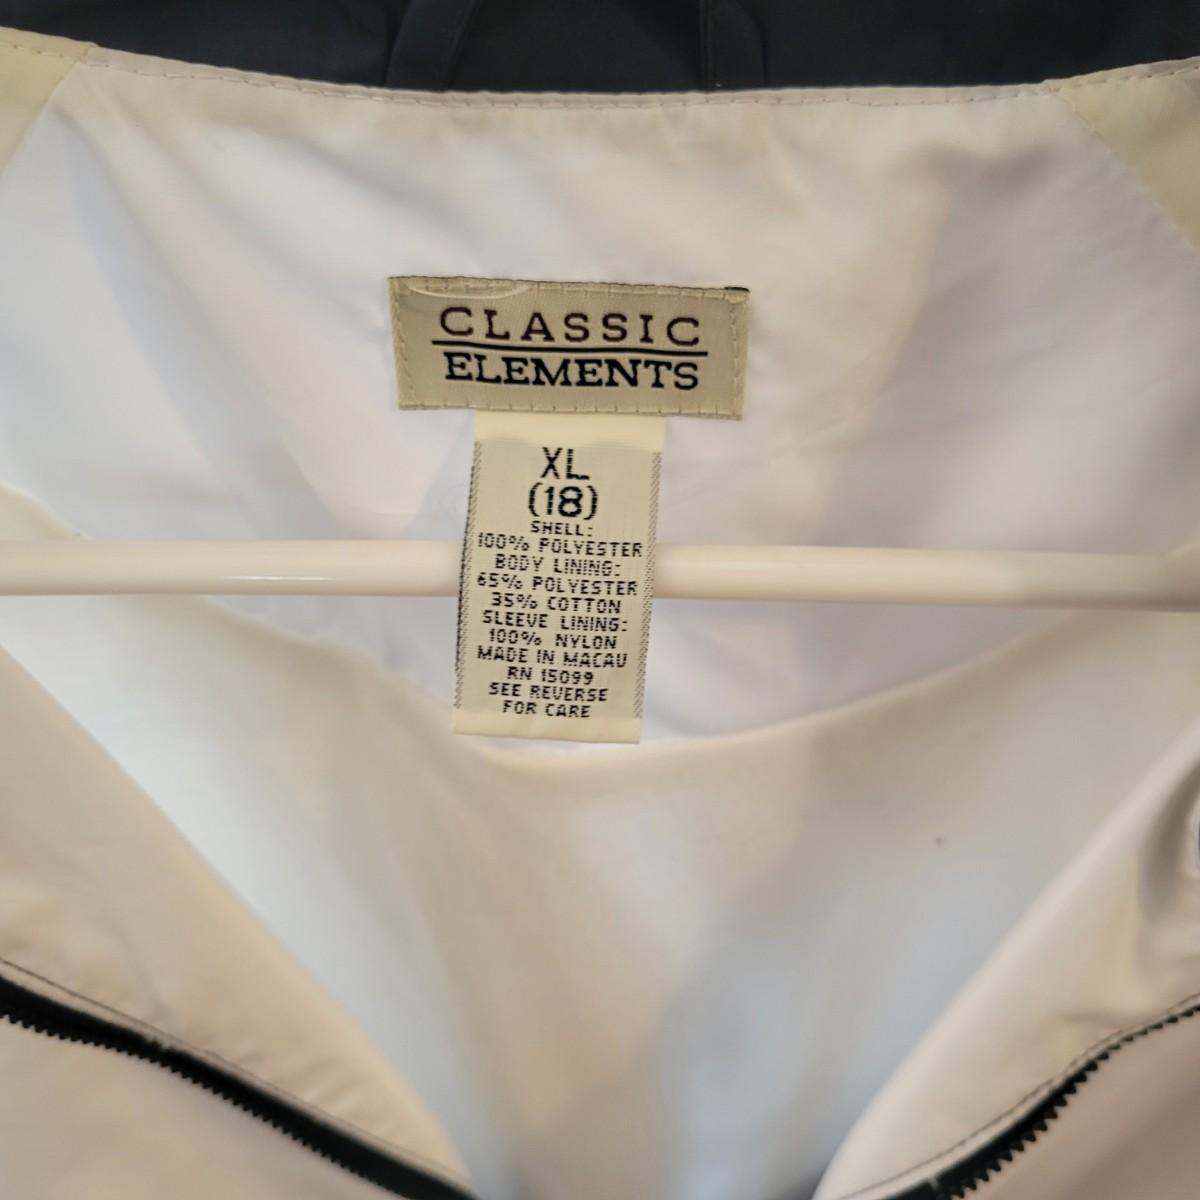 CLASSIC
ELEMENTS
XL
(18)
SHELL:
100% POLYESTER
BODY LINING:
65% POLYESTER
35% COTTON
SLEEVE LINING:
100% NYLON
MADE IN MACAU
RN 15099
SEE REVERSE
FOR CARE